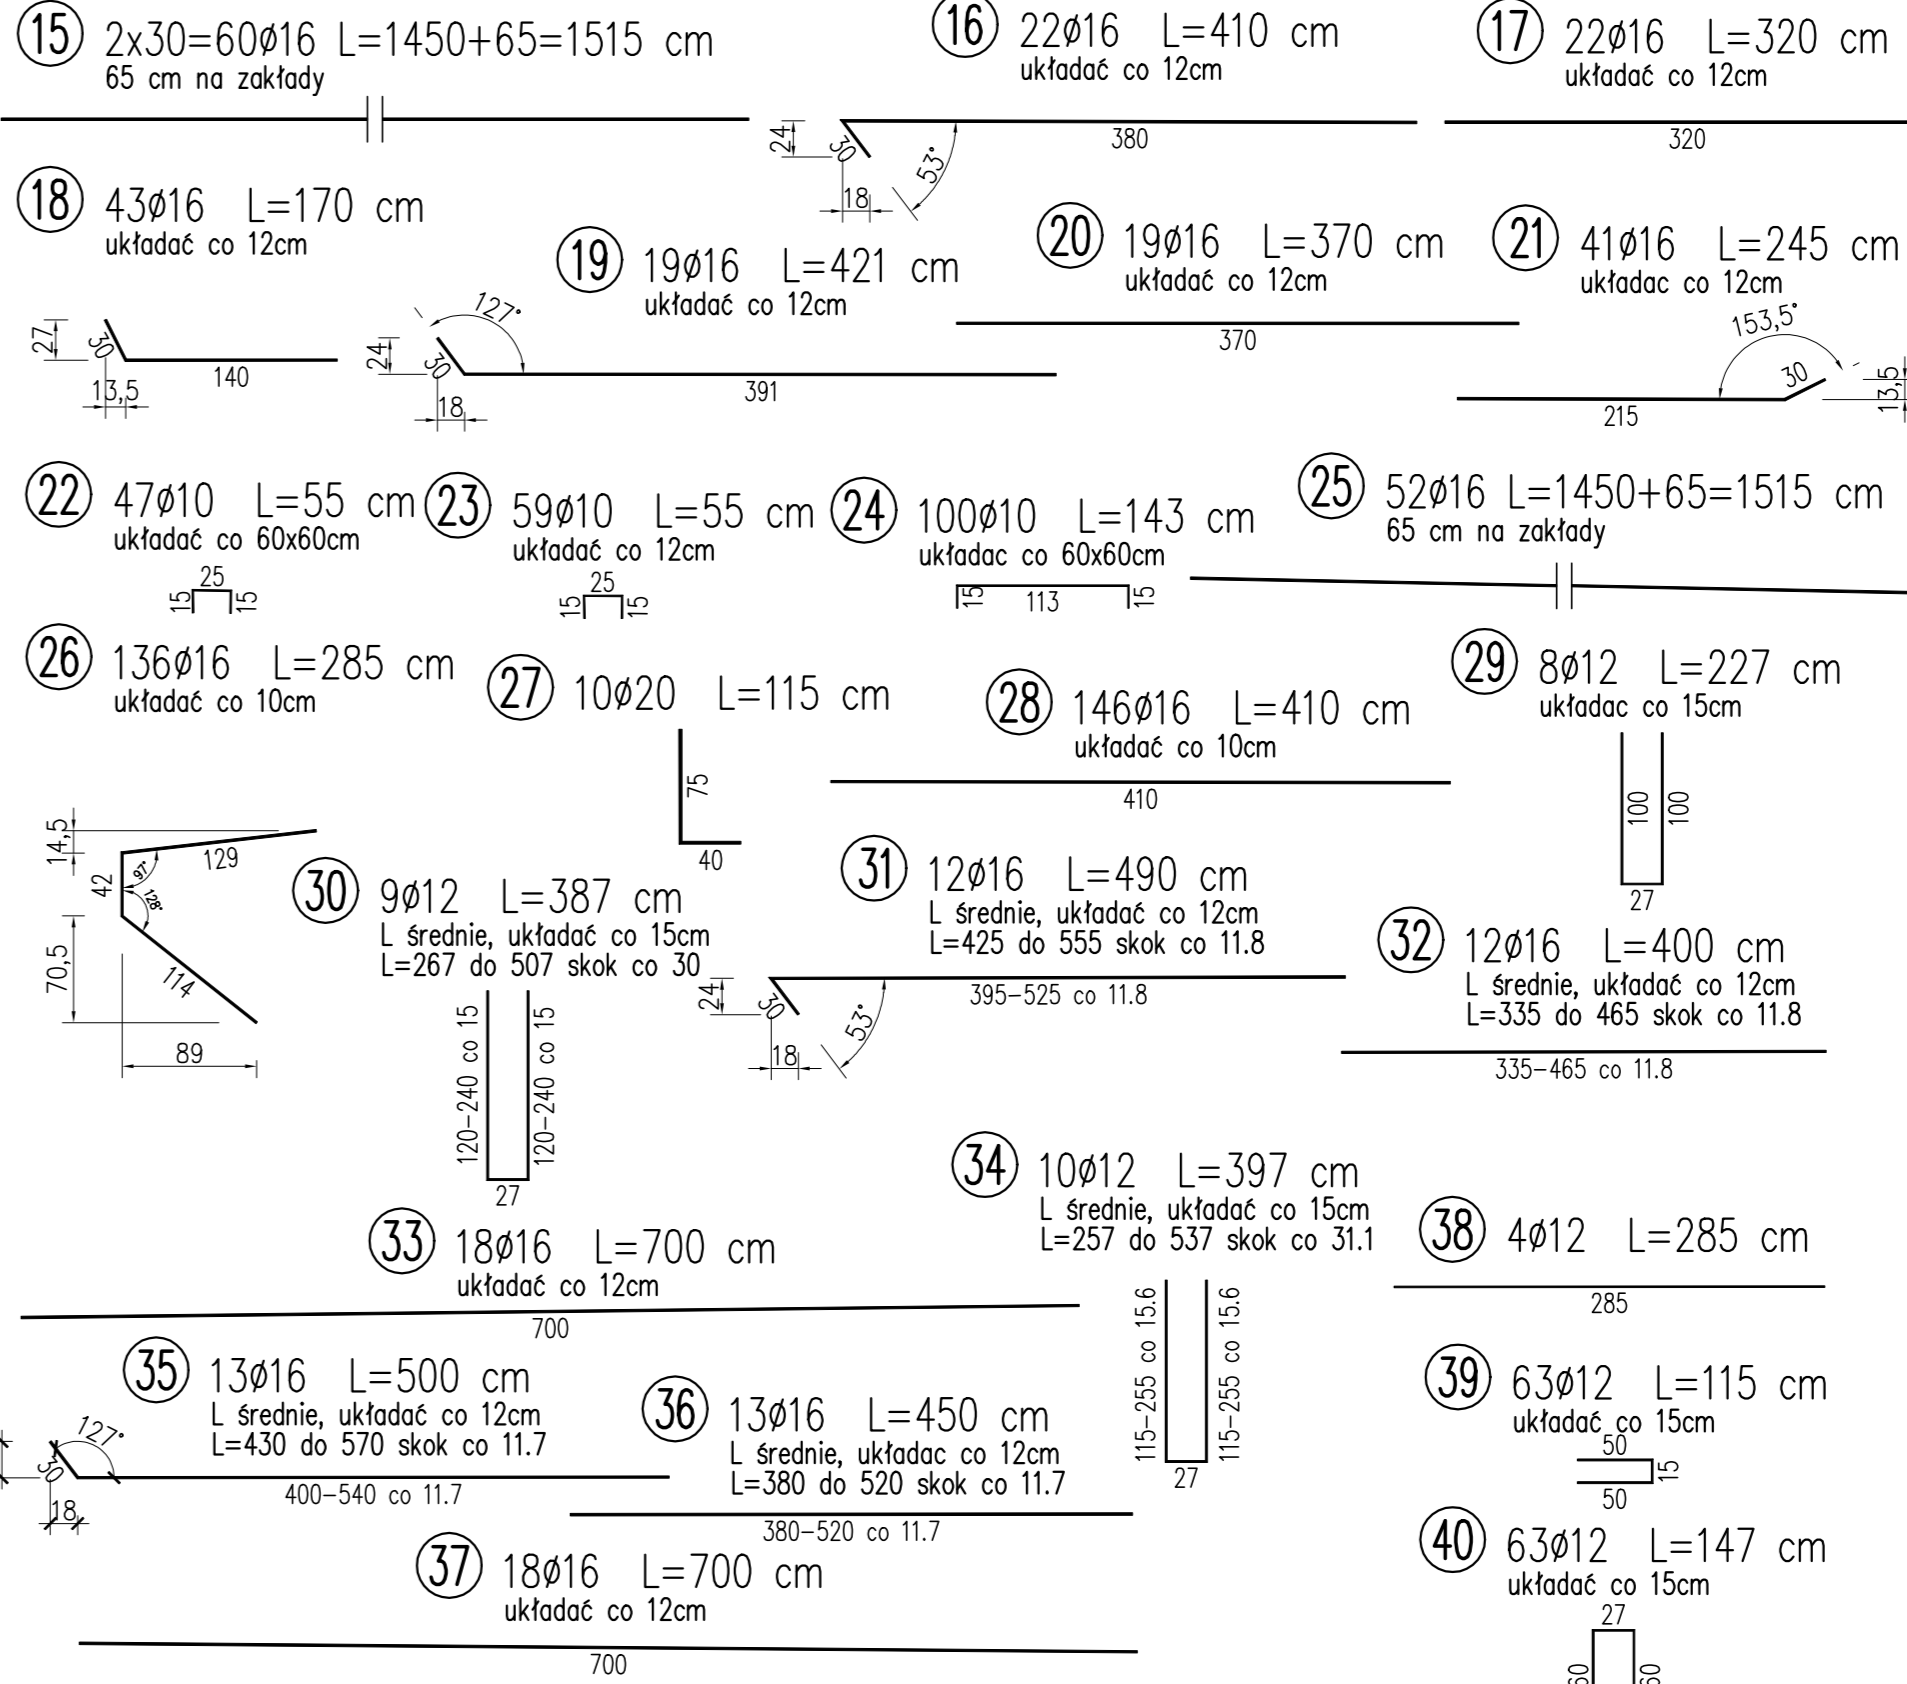 15 2x30=60ø16 L=1450+65=1515 cm
65 cm na zakłady
16 22ø16 L=410 cm
układać co 12cm
24
30
18
53°
380
17 22ø16 L=320 cm
układać co 12cm
320
18 43ø16 L=170 cm
układać co 12cm
27
30
13,5
140
19 19ø16 L=421 cm
układać co 12cm
127°
24
30
18
391
20 19ø16 L=370 cm
układać co 12cm
370
21 41ø16 L=245 cm
układac co 12cm
153,5°
30
13,5
215
22 47ø10 L=55 cm
układać co 60x60cm
25
15
15
23 59ø10 L=55 cm
układać co 12cm
25
15
15
24 100ø10 L=143 cm
układac co 60x60cm
15
113
15
25 52ø16 L=1450+65=1515 cm
65 cm na zakłady
26 136ø16 L=285 cm
układać co 10cm
14,5
129
42
97°
128°
70,5
114
89
27 10ø20 L=115 cm
75
40
28 146ø16 L=410 cm
układać co 10cm
410
29 8ø12 L=227 cm
układac co 15cm
100
100
27
30 9ø12 L=387 cm
L średnie, układać co 15cm
L=267 do 507 skok co 30
120-240 co 15
120-240 co 15
27
31 12ø16 L=490 cm
L średnie, układać co 12cm
L=425 do 555 skok co 11.8
24
30
18
53°
395-525 co 11.8
32 12ø16 L=400 cm
L średnie, układać co 12cm
L=335 do 465 skok co 11.8
335-465 co 11.8
33 18ø16 L=700 cm
układać co 12cm
700
34 10ø12 L=397 cm
L średnie, układać co 15cm
L=257 do 537 skok co 31.1
115-255 co 15.6
115-255 co 15.6
27
38 4ø12 L=285 cm
285
35 13ø16 L=500 cm
L średnie, układać co 12cm
L=430 do 570 skok co 11.7
127°
30
18
400-540 co 11.7
36 13ø16 L=450 cm
L średnie, układac co 12cm
L=380 do 520 skok co 11.7
380-520 co 11.7
39 63ø12 L=115 cm
układać co 15cm
50
15
50
37 18ø16 L=700 cm
układać co 12cm
700
40 63ø12 L=147 cm
układać co 15cm
27
60
60